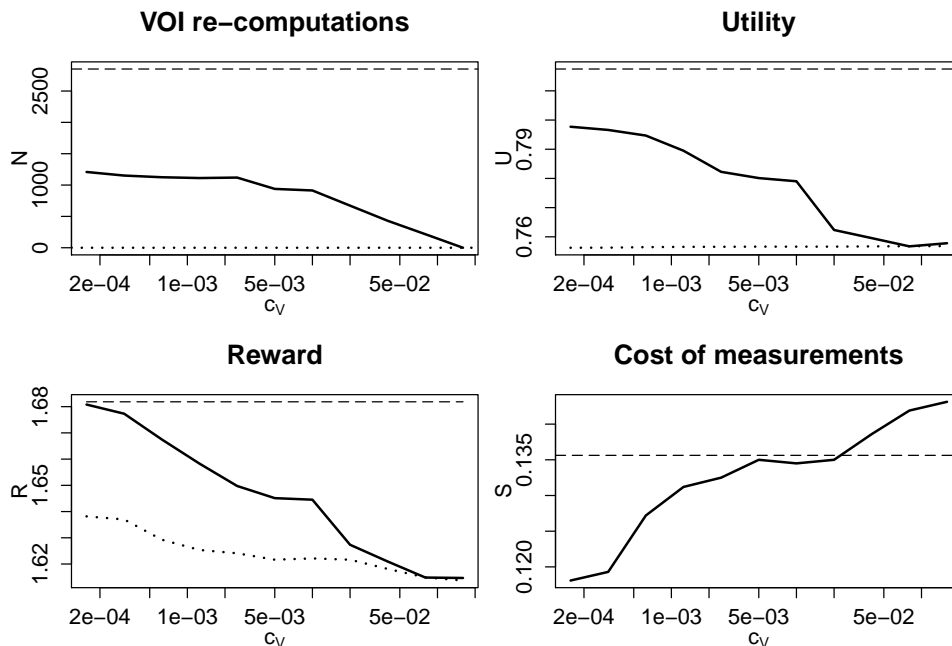 VOI re−computations
N
2500
1000
0
2e−04 1e−03 5e−03 5e−02
cV
Utility
U
0.79
0.76
2e−04 1e−03 5e−03 5e−02
cV
Reward
R
1.68
1.65
1.62
2e−04 1e−03 5e−03 5e−02
cV
Cost of measurements
S
0.135
0.120
2e−04 1e−03 5e−03 5e−02
cV